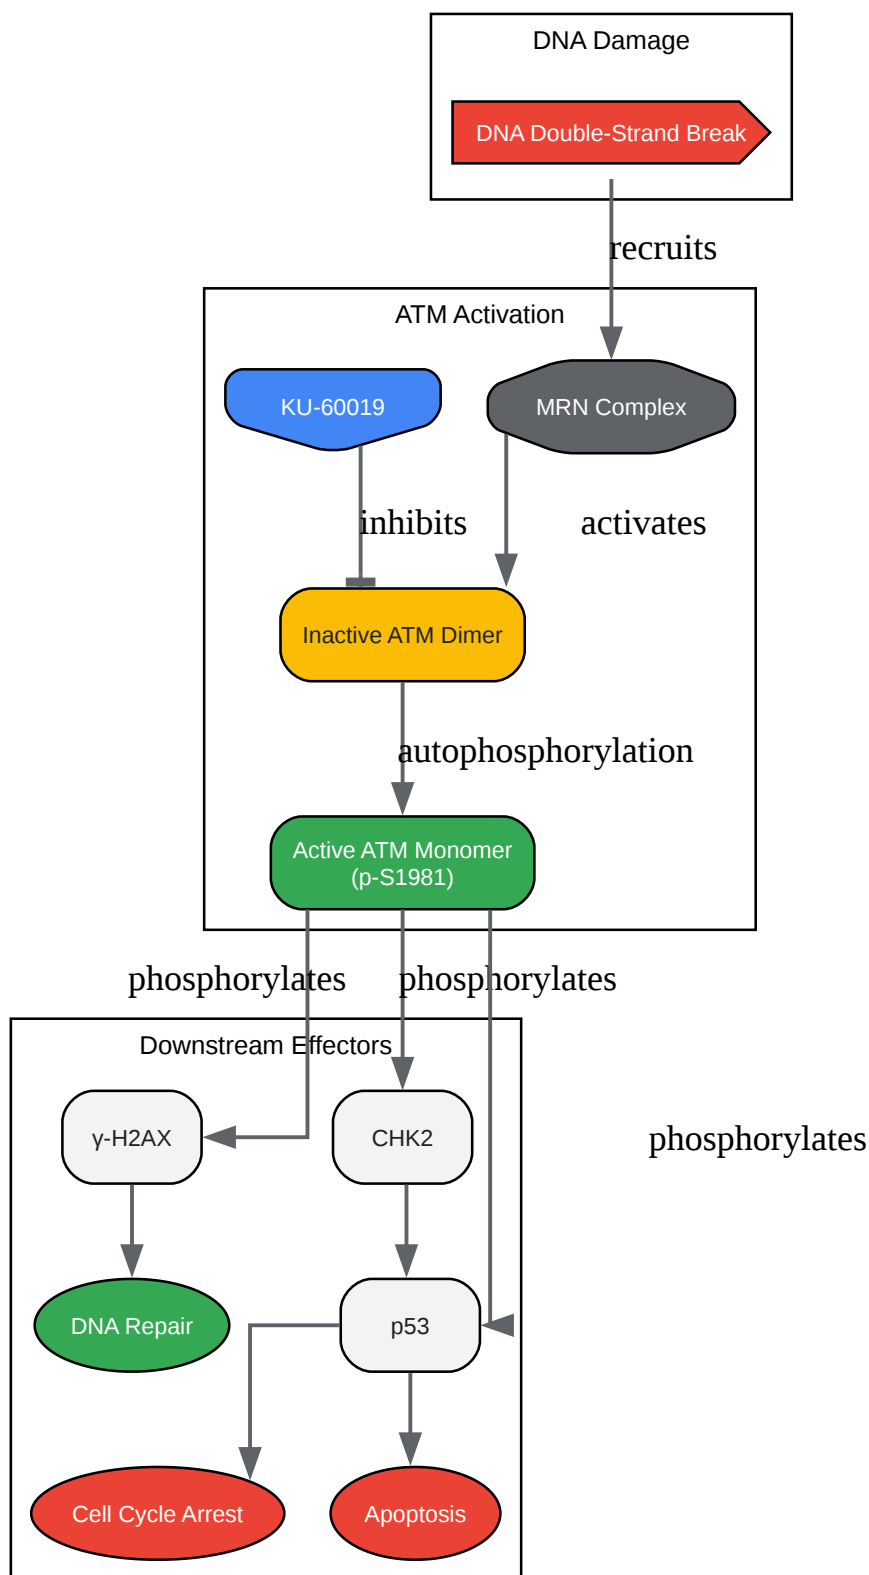 DNA Damage
DNA Double-Strand Break
recruits
ATM Activation
KU-60019
MRN Complex
inhibits
activates
Inactive ATM Dimer
autophosphorylation
Active ATM Monomer
(p-S1981)
phosphorylates
phosphorylates
Downstream Effectors
γ-H2AX
CHK2
phosphorylates
DNA Repair
p53
Cell Cycle Arrest
Apoptosis